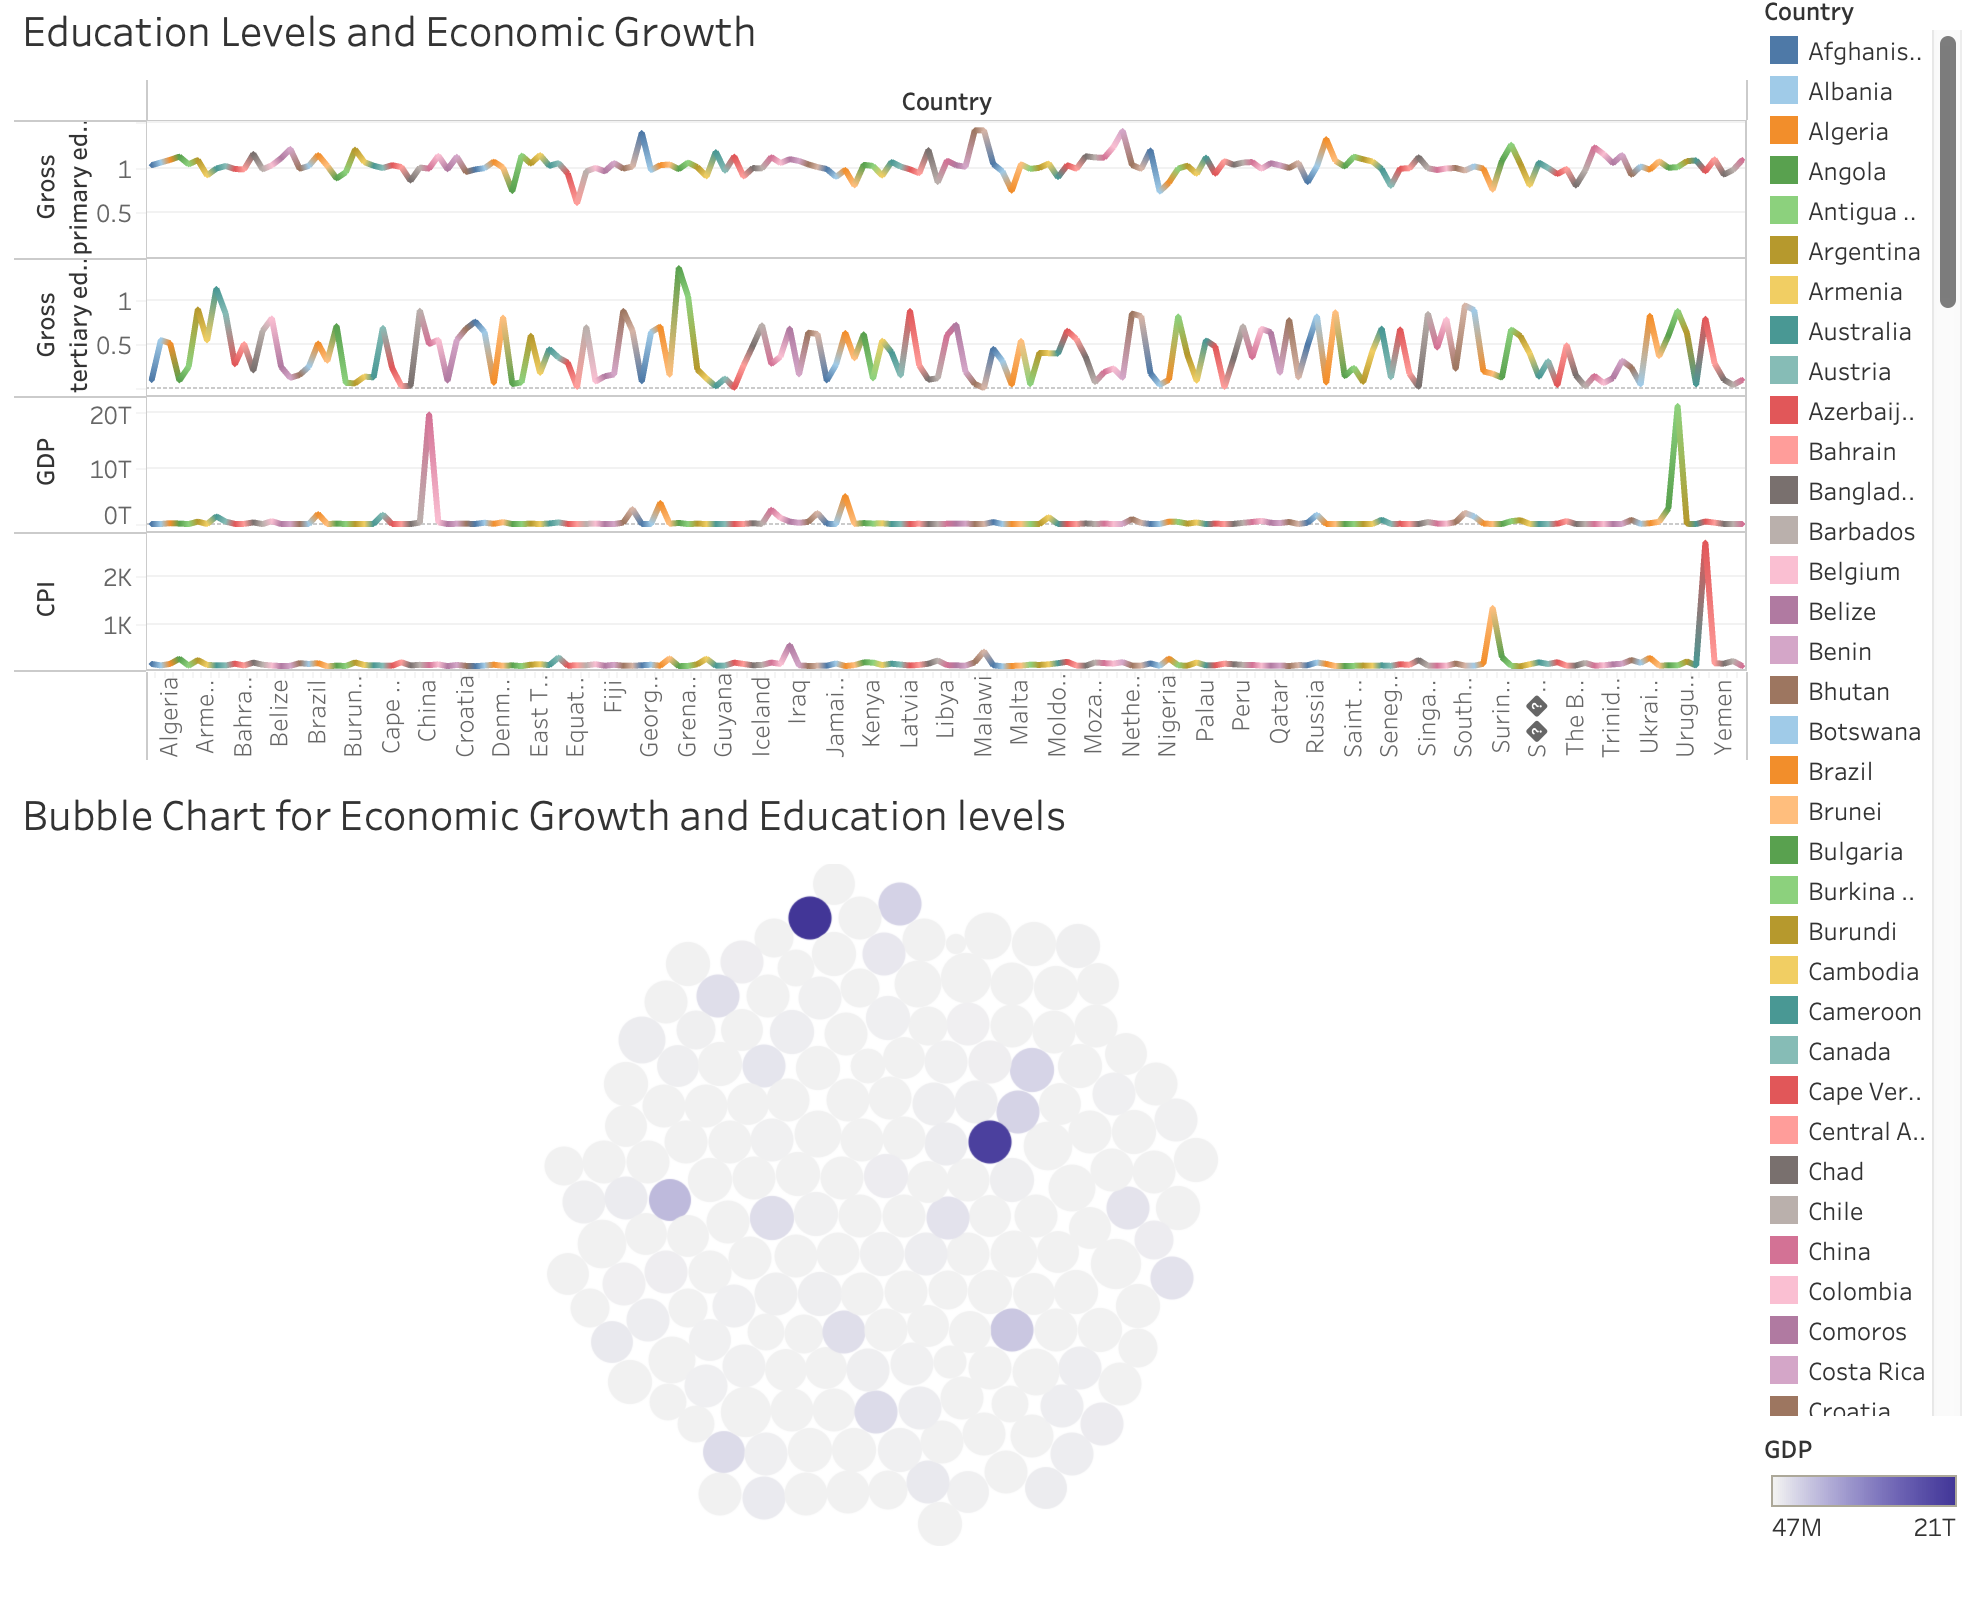 Education Levels and Economic Growth
Country
Gross
primary ed..
1
0.5
Gross
tertiary ed..
1
0.5
GDP
20T
10T
0T
CPI
2K
1K
Algeria
Arme..
Bahra..
Belize
Brazil
Burun..
Cape ..
China
Croatia
Denm..
East T..
Equat..
Fiji
Georg..
Grena..
Guyana
Iceland
Iraq
Jamai..
Kenya
Latvia
Libya
Malawi
Malta
Moldo..
Moza..
Nethe..
Nigeria
Palau
Peru
Qatar
Russia
Saint ..
Seneg..
Singa..
South..
Surin..
S��..
The B..
Trinid..
Ukrai..
Urugu..
Yemen
Bubble Chart for Economic Growth and Education levels
Country
Afghanis..
Albania
Algeria
Angola
Antigua ..
Argentina
Armenia
Australia
Austria
Azerbaij..
Bahrain
Banglad..
Barbados
Belgium
Belize
Benin
Bhutan
Botswana
Brazil
Brunei
Bulgaria
Burkina ..
Burundi
Cambodia
Cameroon
Canada
Cape Ver..
Central A..
Chad
Chile
China
Colombia
Comoros
Costa Rica
Croatia
GDP
47M
21T